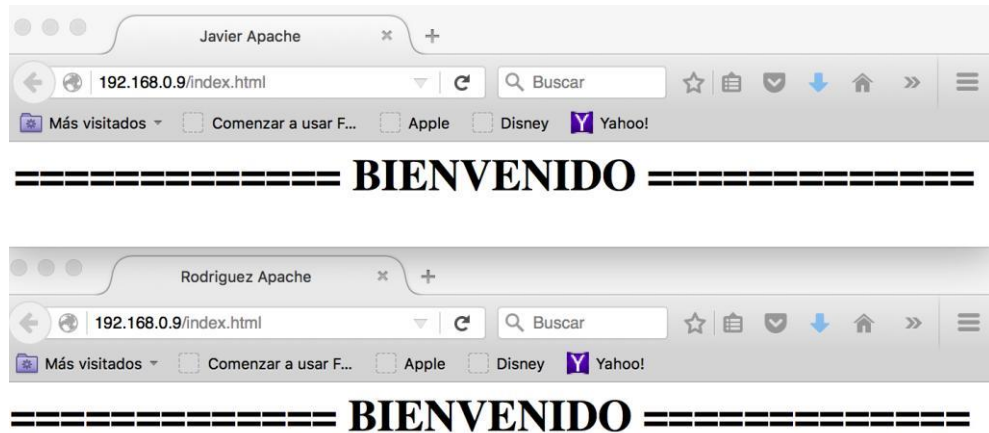 Javier Apache
192.168.0.9/index.html Buscar
Más visitados Comenzar a usar F... Apple Disney Yahoo!
============= BIENVENIDO =============
Rodriguez Apache
192.168.0.9/index.html Buscar
Más visitados Comenzar a usar F... Apple Disney Yahoo!
============= BIENVENIDO =============